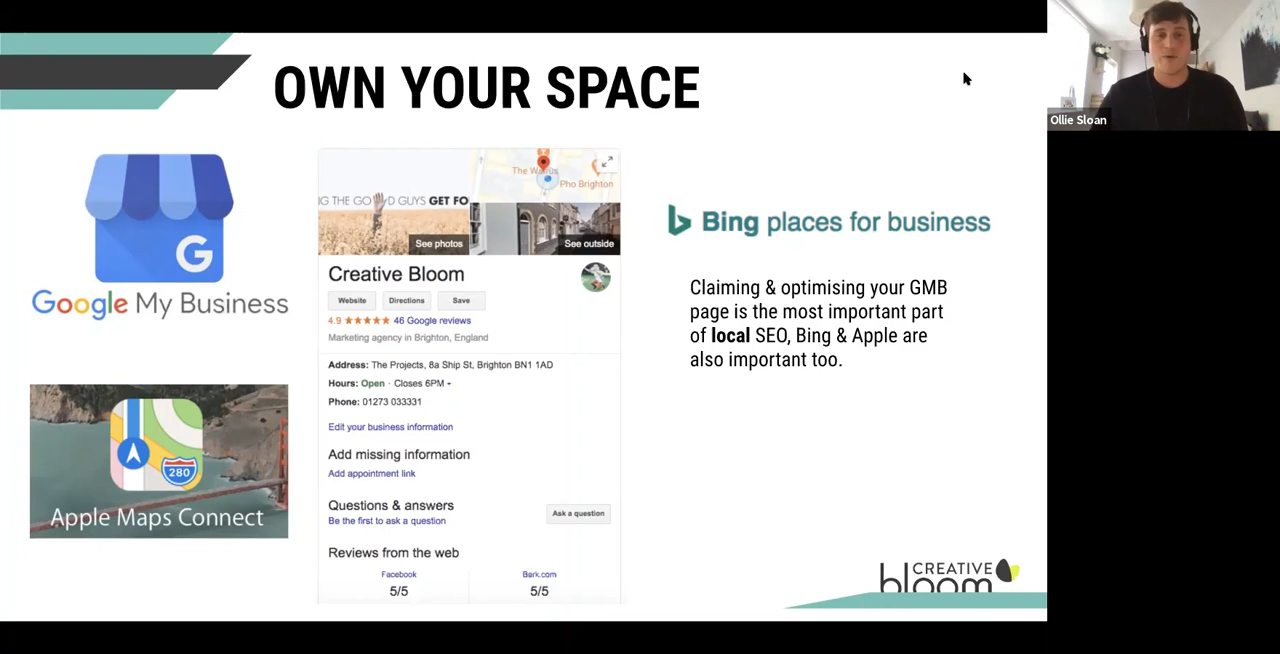 OWN YOUR SPACE
Ollie Sloan
G
Google My Business
280
Apple Maps Connect
The Walrus
Pho Brighton
G THE GO D GUYS GET FO
See photos
See outside
Creative Bloom
Website Directions Save
4.9 ★★★★★ 46 Google reviews
Marketing agency in Brighton, England
Address: The Projects, 8a Ship St, Brighton BN1 1AD
Hours: Open · Closes 6PM
Phone: 01273 033331
Edit your business information
Add missing information
Add appointment link
Questions & answers
Be the first to ask a question
Ask a question
Reviews from the web
Facebook Bark.com
5/5 5/5
Bing places for business
Claiming & optimising your GMB
page is the most important part
of local SEO, Bing & Apple are
also important too.
CREATIVE
bloom